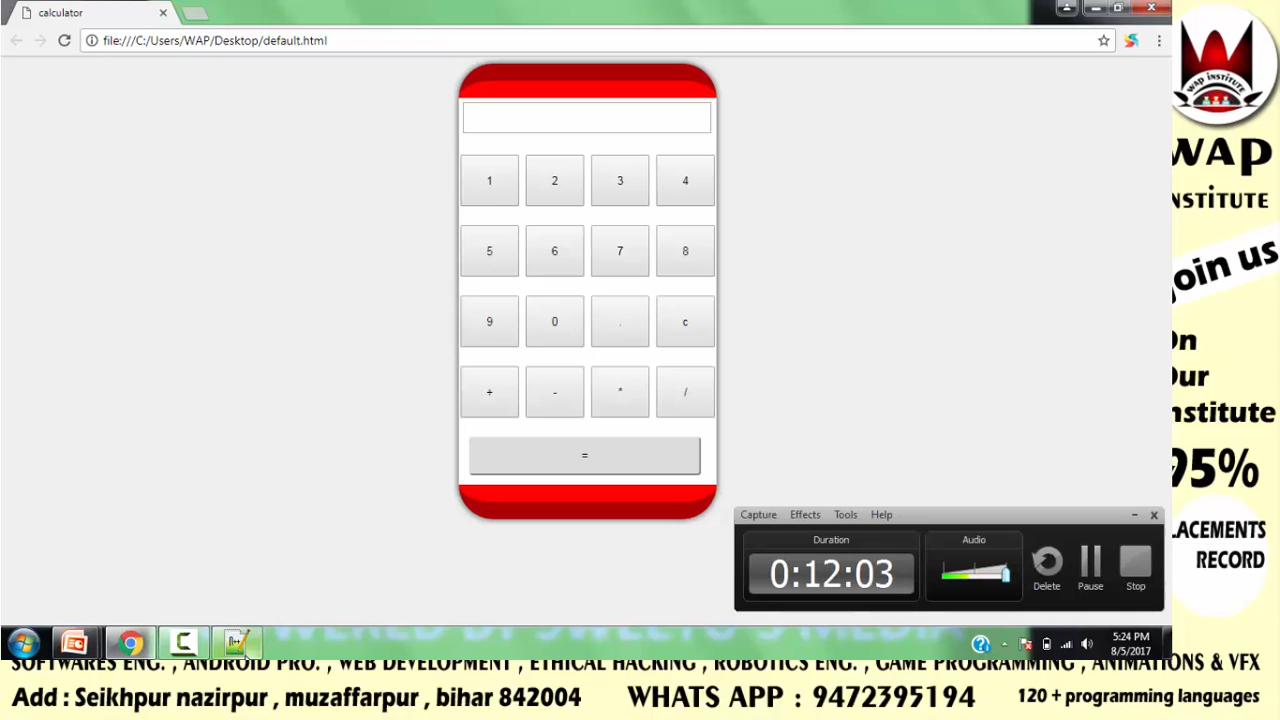 calculator
file:///C:/Users/WAP/Desktop/default.html
1 2 3 4
5 6 7 8
9 0 . c
+ - * /
=
Capture Effects Tools Help
Duration
Audio
0:12:03
Delete Pause Stop
5:24 PM
8/5/2017
WAP INSTITUTE
WAP
NSTITUTE
join us
On
Our
nstitute
95%
LACEMENTS
RECORD
SOFTWARES ENG. , ANDROID PRO. , WEB DEVELOPMENT , ETHICAL HACKING , ROBOTICS ENG. , GAME PROGRAMMING , ANIMATIONS & VFX
Add : Seikhpur nazirpur , muzaffarpur , bihar 842004 WHATS APP : 9472395194 120 + programming languages